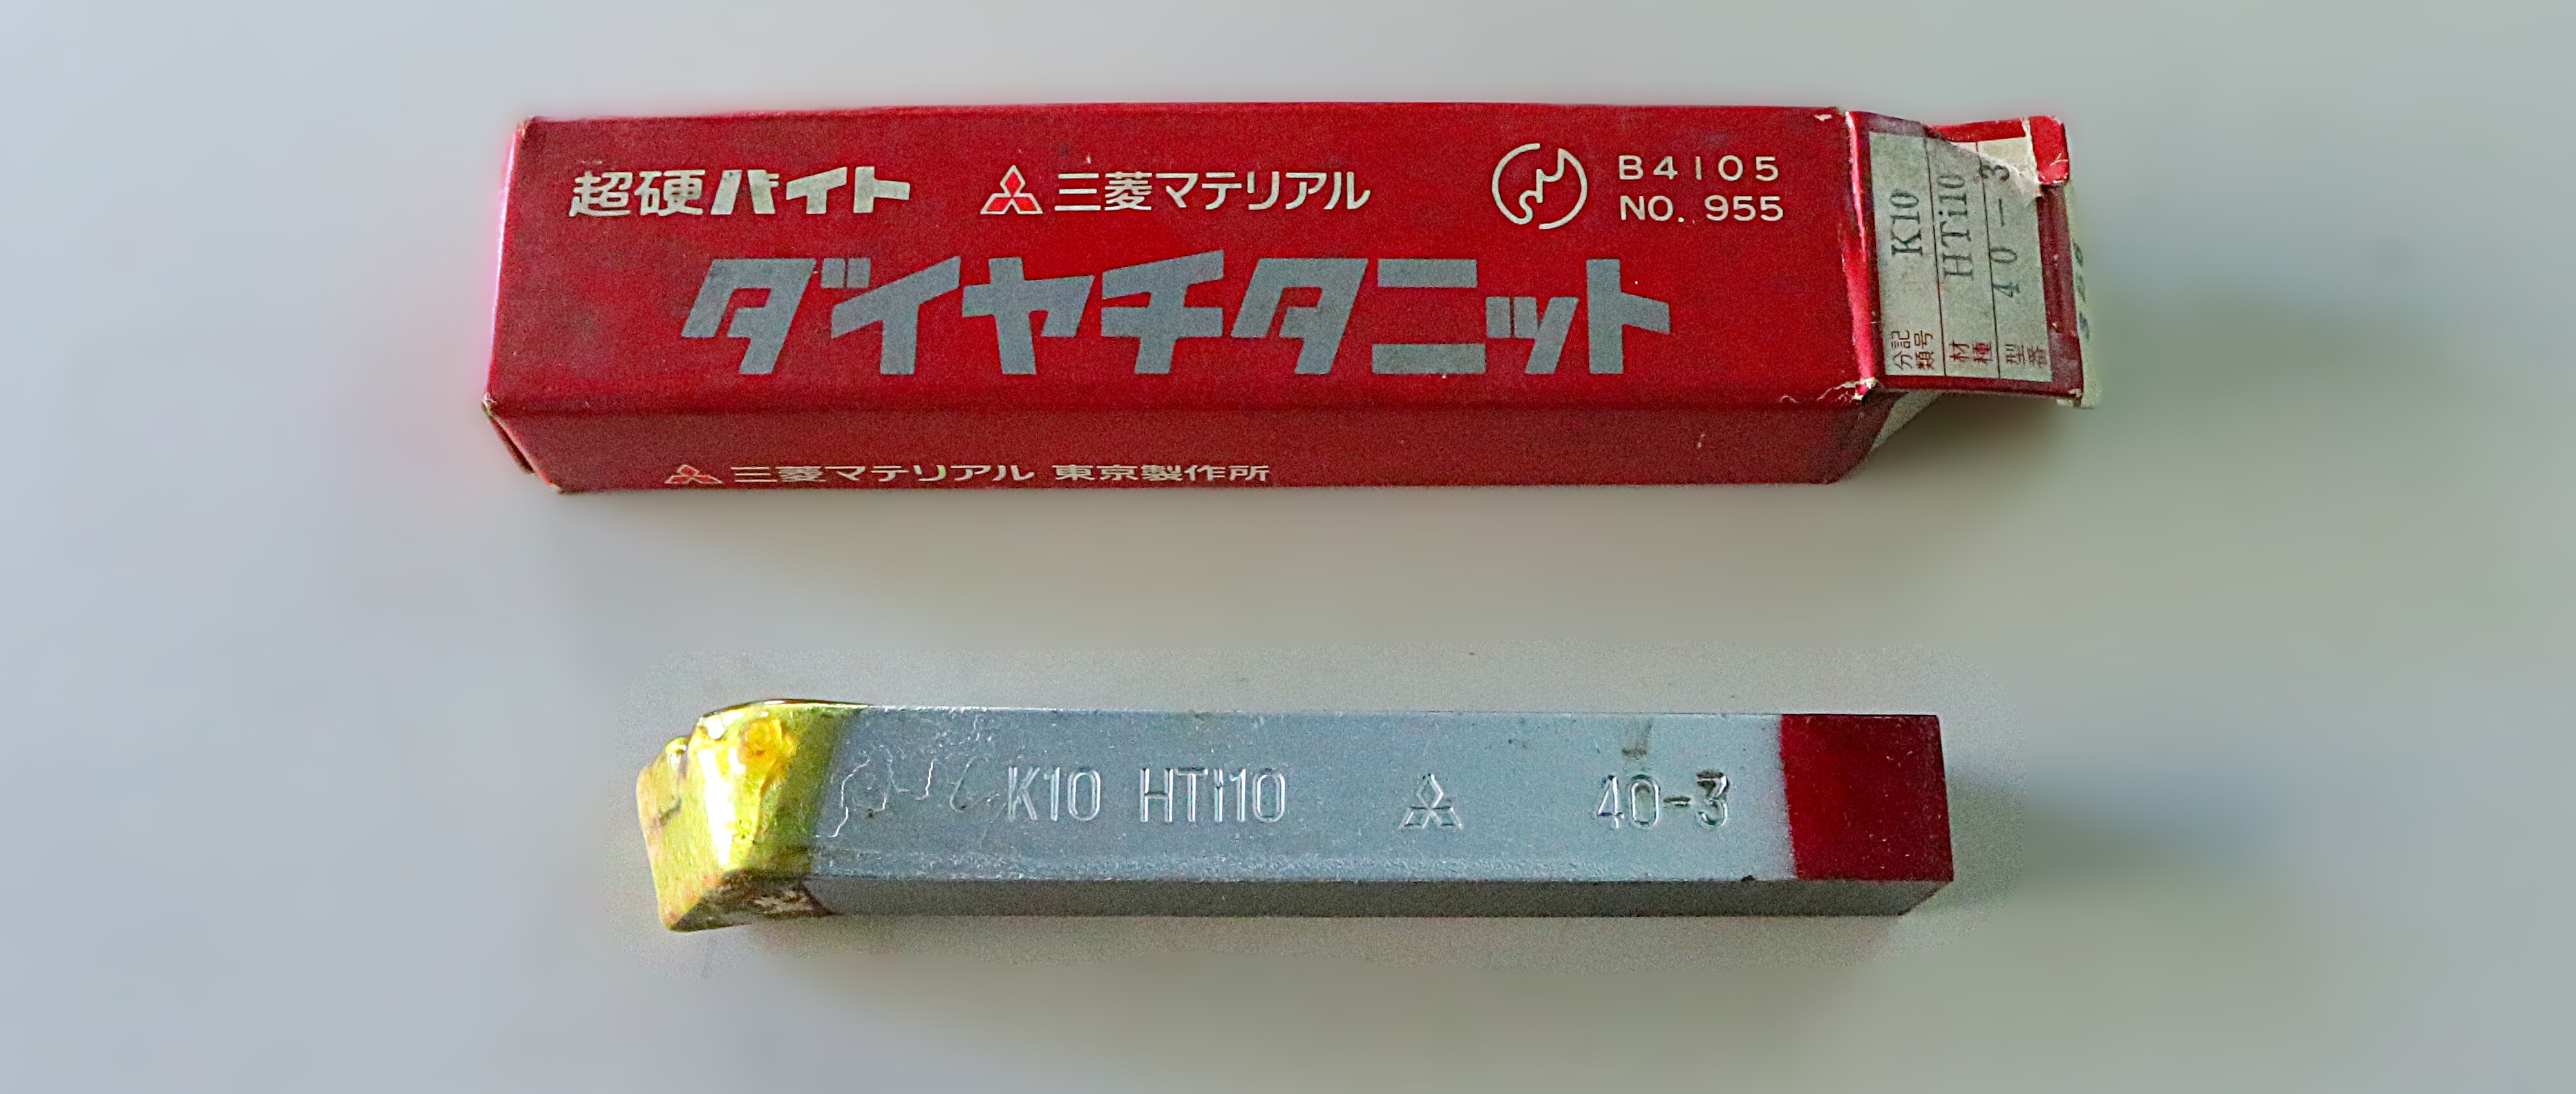 超硬バイト 三菱マテリアル
B4105
NO. 955
ダイヤチタニット
三菱マテリアル 東京製作所
分類記号 K10
材種 HTi10
型番 40-3
K10 HTi10 40-3